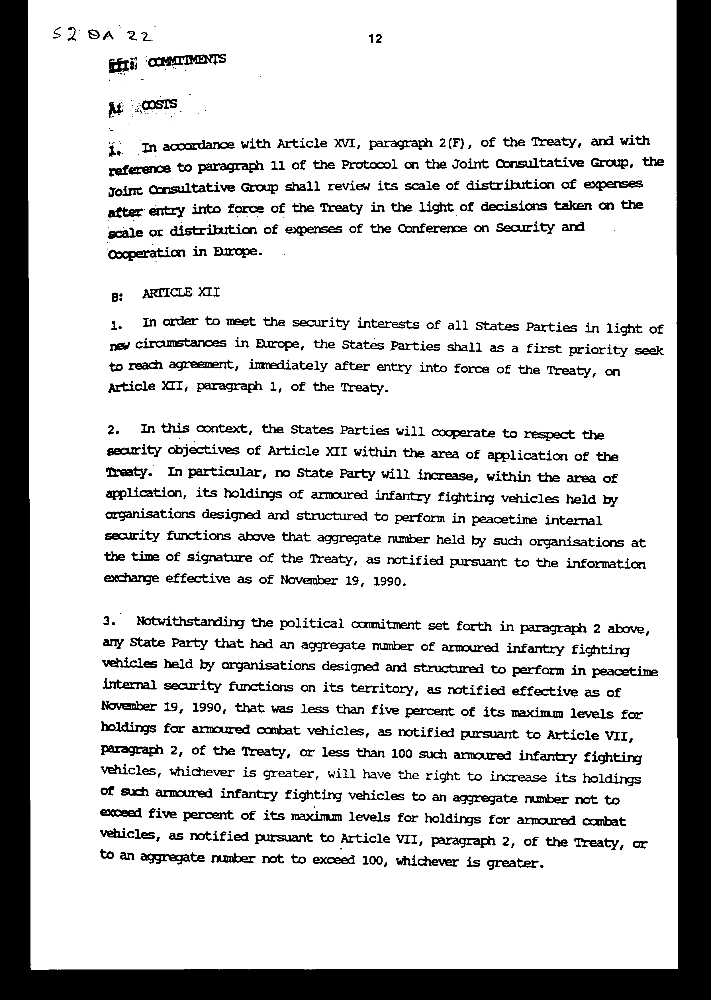 S 2 0A 22
12
III: COMMITMENTS
A: COSTS
1. In accordance with Article XVI, paragraph 2(F), of the Treaty, and with
reference to paragraph 11 of the Protocol on the Joint Consultative Group, the
Joint Consultative Group shall review its scale of distribution of expenses
after entry into force of the Treaty in the light of decisions taken on the
scale or distribution of expenses of the Conference on Security and
Cooperation in Europe.
B: ARTICLE XII
1. In order to meet the security interests of all States Parties in light of
new circumstances in Europe, the States Parties shall as a first priority seek
to reach agreement, immediately after entry into force of the Treaty, on
Article XII, paragraph 1, of the Treaty.
2. In this context, the States Parties will cooperate to respect the
security objectives of Article XII within the area of application of the
Treaty. In particular, no State Party will increase, within the area of
application, its holdings of armoured infantry fighting vehicles held by
organisations designed and structured to perform in peacetime internal
security functions above that aggregate number held by such organisations at
the time of signature of the Treaty, as notified pursuant to the information
exchange effective as of November 19, 1990.
3. Notwithstanding the political commitment set forth in paragraph 2 above,
any State Party that had an aggregate number of armoured infantry fighting
vehicles held by organisations designed and structured to perform in peacetime
internal security functions on its territory, as notified effective as of
November 19, 1990, that was less than five percent of its maximum levels for
holdings for armoured combat vehicles, as notified pursuant to Article VII,
paragraph 2, of the Treaty, or less than 100 such armoured infantry fighting
vehicles, whichever is greater, will have the right to increase its holdings
of such armoured infantry fighting vehicles to an aggregate number not to
exceed five percent of its maximum levels for holdings for armoured combat
vehicles, as notified pursuant to Article VII, paragraph 2, of the Treaty, or
to an aggregate number not to exceed 100, whichever is greater.